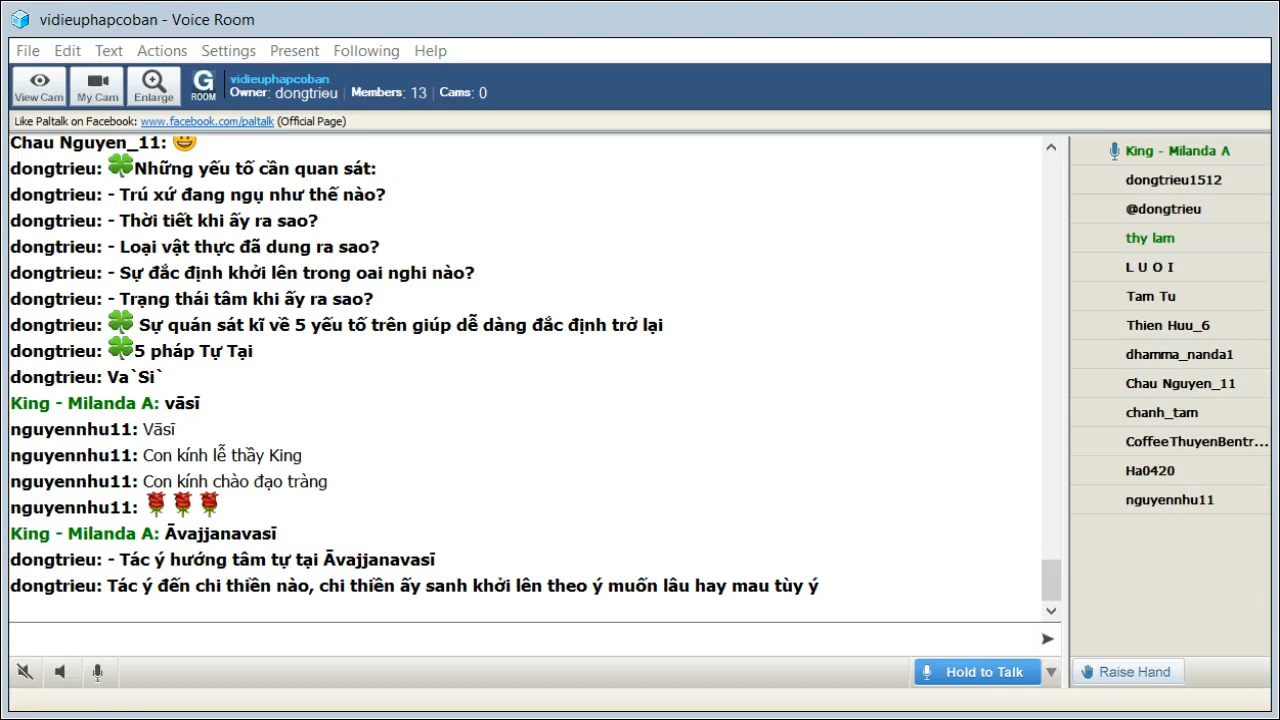 vidieuphapcoban - Voice Room
File Edit Text Actions Settings Present Following Help
View Cam
My Cam
Enlarge
G ROOM
vidieuphapcoban
Owner: dongtrieu | Members: 13 | Cams: 0
Like Paltalk on Facebook: www.facebook.com/paltalk (Official Page)
Chau Nguyen_11:
dongtrieu: Những yếu tố cần quan sát:
dongtrieu: - Trú xứ đang ngụ như thế nào?
dongtrieu: - Thời tiết khi ấy ra sao?
dongtrieu: - Loại vật thực đã dung ra sao?
dongtrieu: - Sự đắc định khởi lên trong oai nghi nào?
dongtrieu: - Trạng thái tâm khi ấy ra sao?
dongtrieu: Sự quán sát kĩ về 5 yếu tố trên giúp dễ dàng đắc định trở lại
dongtrieu: 5 pháp Tự Tại
dongtrieu: Va`Si`
King - Milanda A: vāsī
nguyennhu11: Vāsī
nguyennhu11: Con kính lễ thầy King
nguyennhu11: Con kính chào đạo tràng
nguyennhu11:
King - Milanda A: Āvajjanavasī
dongtrieu: - Tác ý hướng tâm tự tại Āvajjanavasī
dongtrieu: Tác ý đến chi thiền nào, chi thiền ấy sanh khởi lên theo ý muốn lâu hay mau tùy ý
King - Milanda A
dongtrieu1512
@dongtrieu
thy lam
L U O I
Tam Tu
Thien Huu_6
dhamma_nanda1
Chau Nguyen_11
chanh_tam
CoffeeThuyenBentr...
Ha0420
nguyennhu11
Hold to Talk
Raise Hand